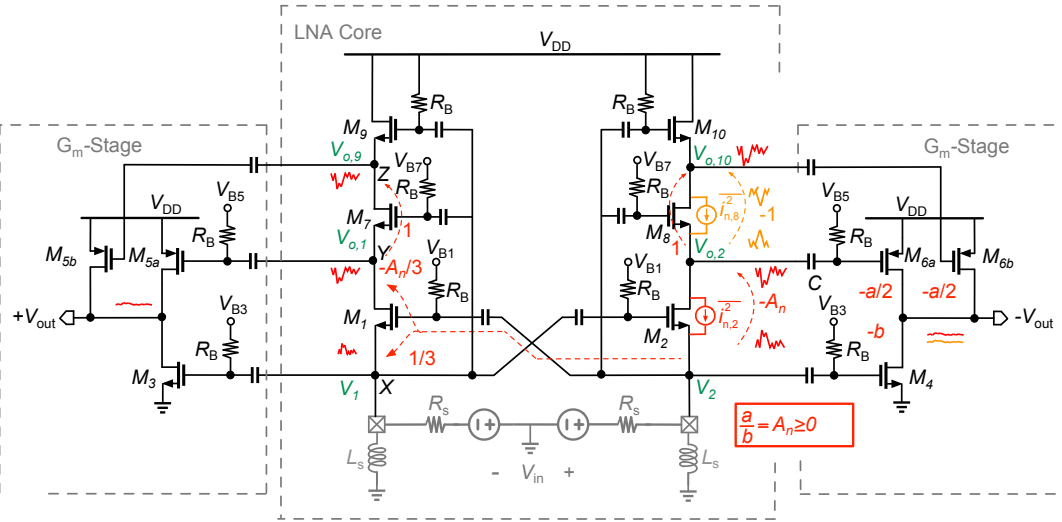 LNA Core
V_DD
R_B
R_B
M_9
M_10
G_m-Stage
G_m-Stage
V_o,9
V_o,10
Z
V_B7
V_B7
R_B
R_B
i²_n,8
-1
V_B5
V_B5
V_DD
V_DD
M_7
M_8
1
1
R_B
R_B
V_o,1
V_o,2
M_5b
M_5a
M_6a
M_6b
Y
V_B1
V_B1
-A_n/3
-A_n
C
-a/2
-a/2
R_B
R_B
+V_out
-V_out
V_B3
V_B3
M_1
M_2
i²_n,2
-b
R_B
R_B
1/3
M_3
M_4
V_1
X
V_2
R_s
R_s
a/b = A_n≥0
L_s
L_s
- V_in +